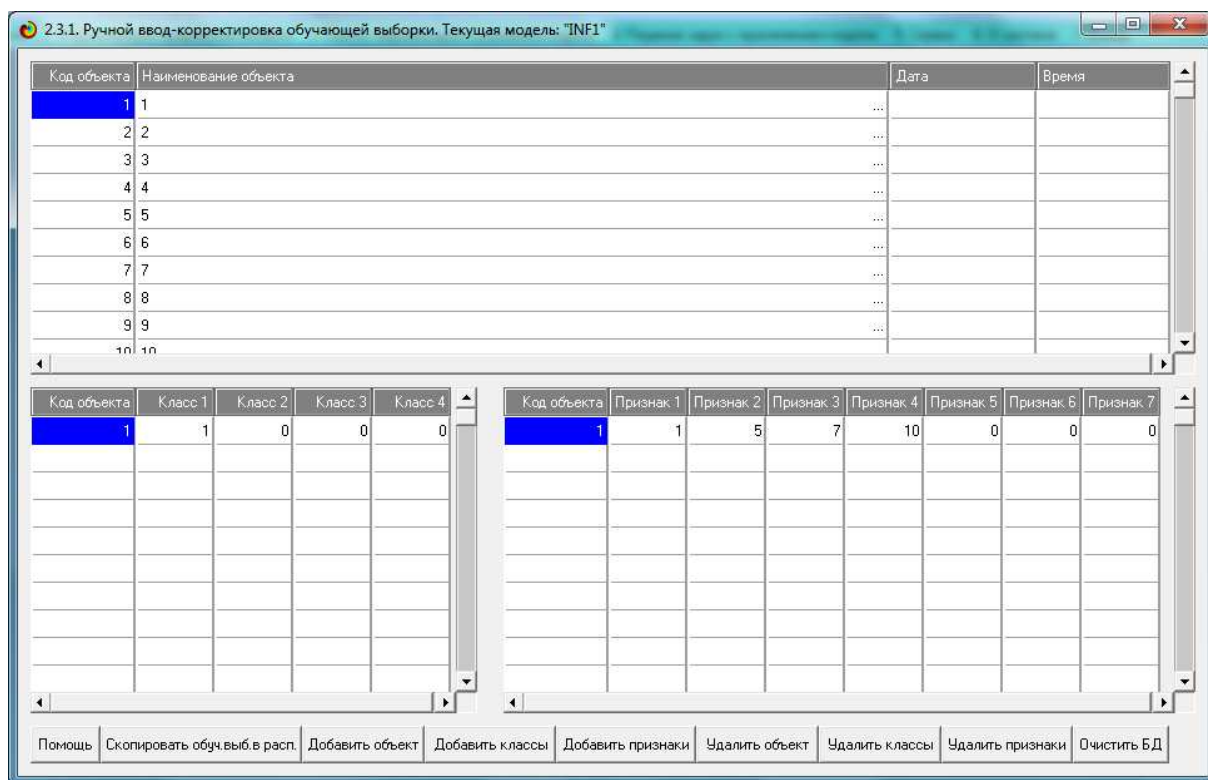 2.3.1. Ручной ввод-корректировка обучающей выборки. Текущая модель: "INF1"
Код объекта Наименование объекта Дата Время
1 1 ...
2 2 ...
3 3 ...
4 4 ...
5 5 ...
6 6 ...
7 7 ...
8 8 ...
9 9 ...
10 10
Код объекта Класс 1 Класс 2 Класс 3 Класс 4
1 1 0 0 0
Код объекта Признак 1 Признак 2 Признак 3 Признак 4 Признак 5 Признак 6 Признак 7
1 1 5 7 10 0 0 0
Помощь Скопировать обуч.выб.в расп. Добавить объект Добавить классы Добавить признаки Удалить объект Удалить классы Удалить признаки Очистить БД